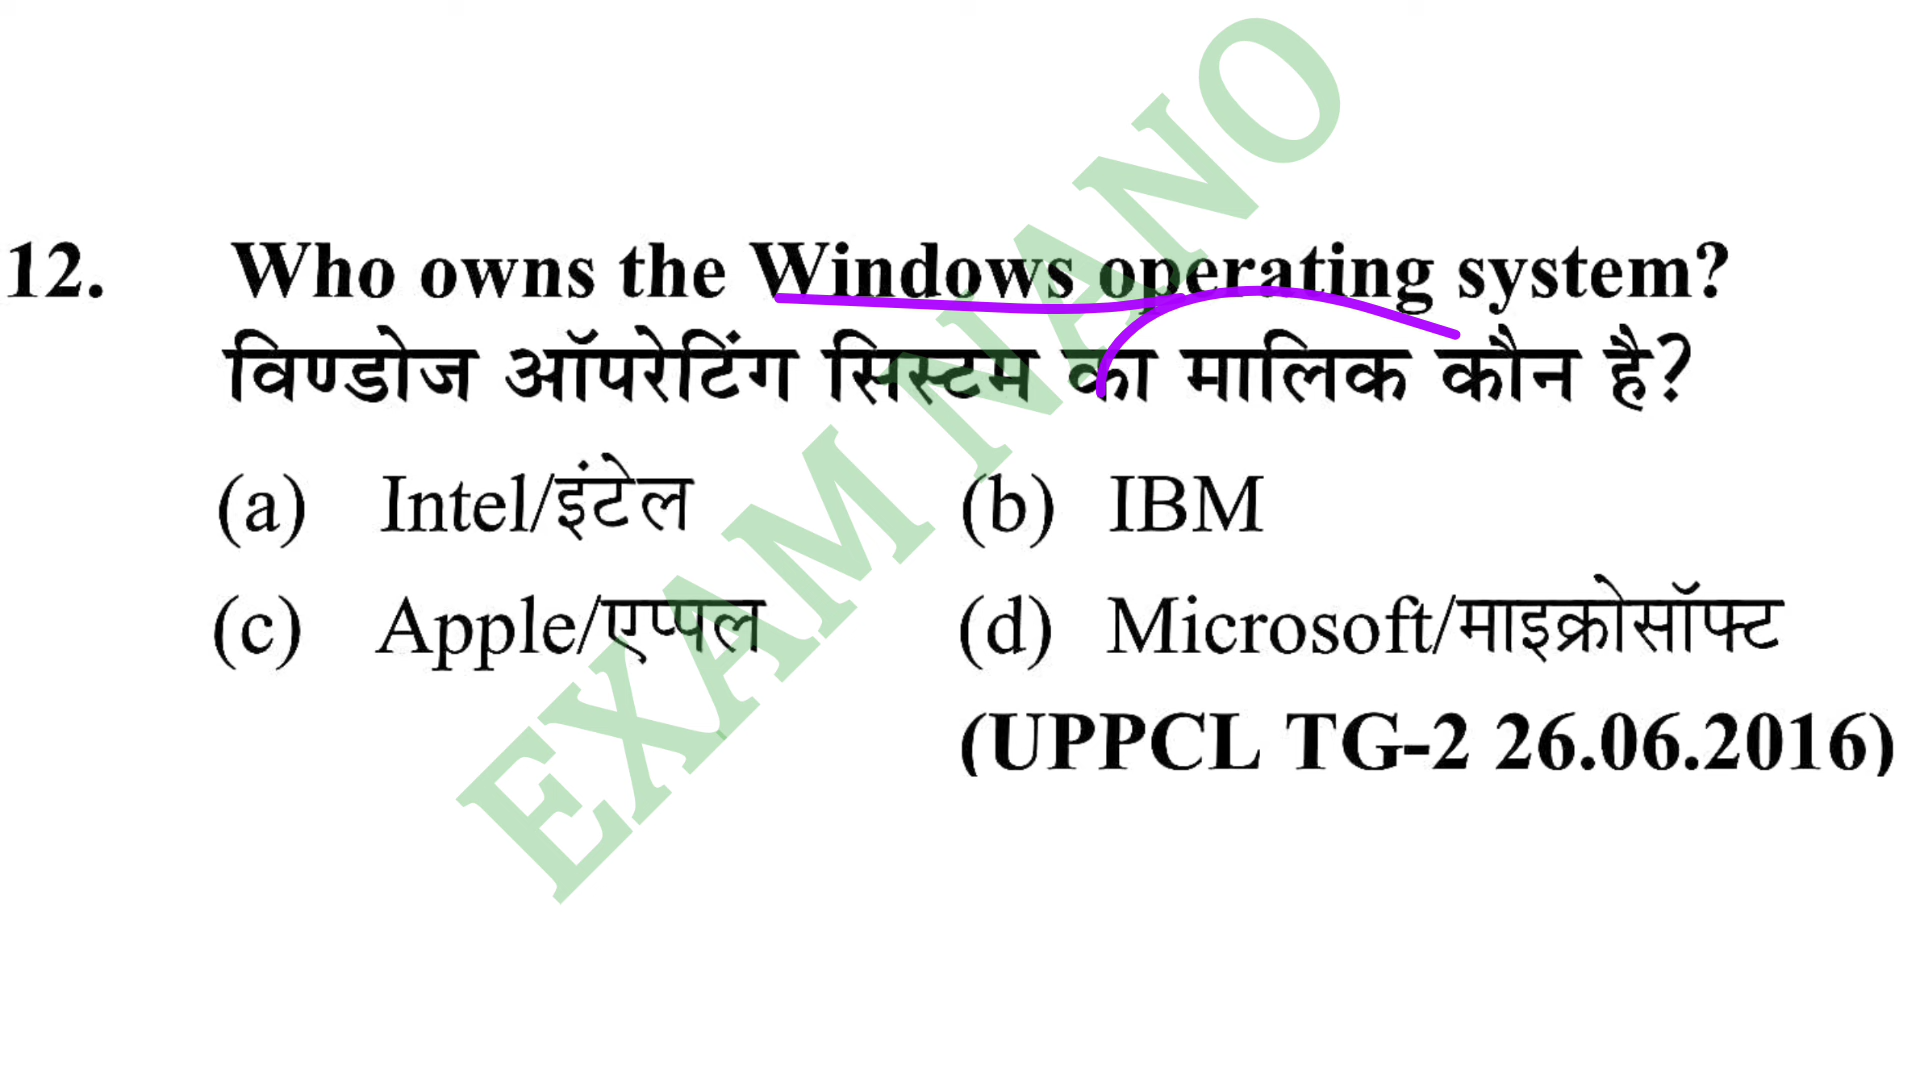 12. Who owns the Windows operating system?
विण्डोज ऑपरेटिंग सिस्टम का मालिक कौन है?
(a) Intel/इंटेल (b) IBM
(c) Apple/एप्पल (d) Microsoft/माइक्रोसॉफ्ट
(UPPCL TG-2 26.06.2016)
EXAM NANO